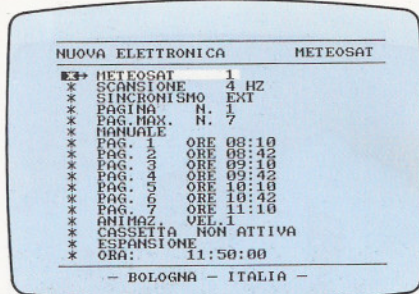 NUOVA ELETTRONICA METEOSAT
* METEOSAT 1
* SCANSIONE 4 HZ
* SINCRONISMO EXT
* PAGINA N. 1
* PAG.MAX. N. 7
* MANUALE
* PAG. 1 ORE 08:10
* PAG. 2 ORE 08:42
* PAG. 3 ORE 09:10
* PAG. 4 ORE 09:42
* PAG. 5 ORE 10:10
* PAG. 6 ORE 10:42
* PAG. 7 ORE 11:10
* ANIMAZ. VEL.1
* CASSETTA NON ATTIVA
* ESPANSIONE
* ORA: 11:50:00
— BOLOGNA — ITALIA —